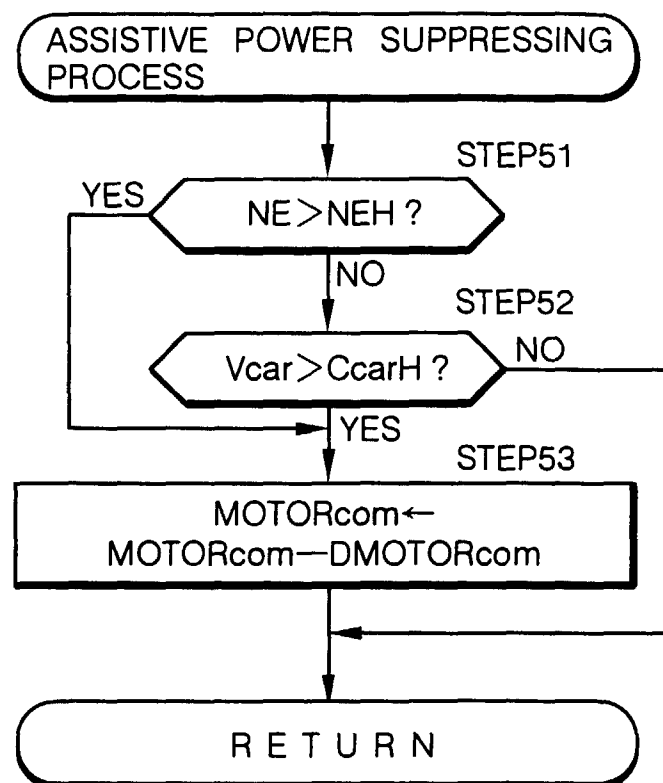 ASSISTIVE POWER SUPPRESSING
PROCESS
STEP51
YES
NE>NEH ?
NO
STEP52
Vcar>CcarH ?
NO
YES
STEP53
MOTORcom←
MOTORcom—DMOTORcom
RETURN